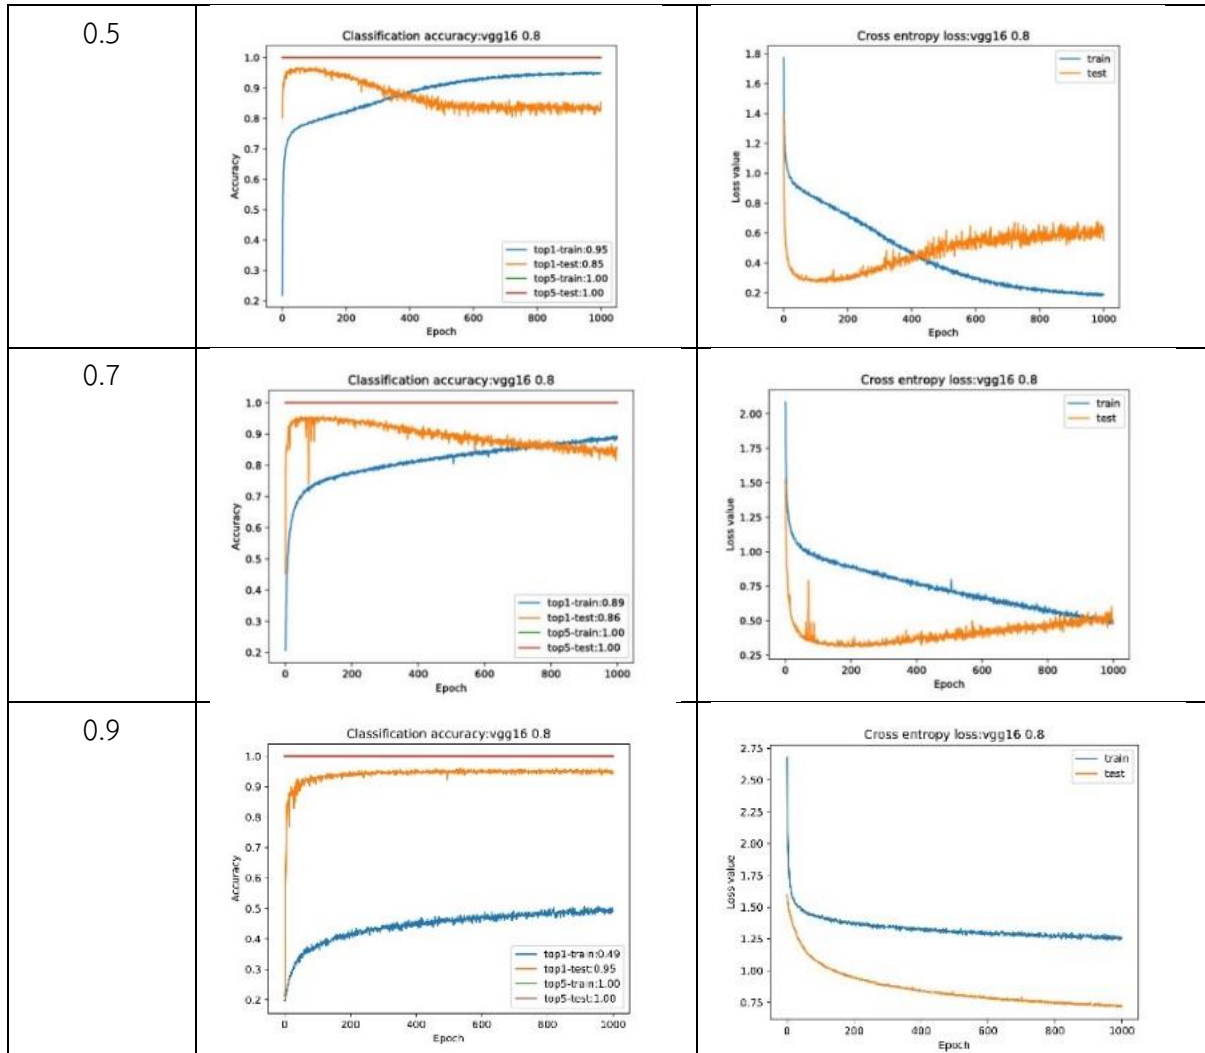 0.5
Classification accuracy:vgg16 0.8
1.0
0.9
0.8
0.7
0.6
0.5
0.4
0.3
0.2
Accuracy
top1-train:0.95
top1-test:0.85
top5-train:1.00
top5-test:1.00
0 200 400 600 800 1000
Epoch
Cross entropy loss:vgg16 0.8
1.8
1.6
1.4
1.2
1.0
0.8
0.6
0.4
0.2
Loss value
train
test
0 200 400 600 800 1000
Epoch
0.7
Classification accuracy:vgg16 0.8
1.0
0.9
0.8
0.7
0.6
0.5
0.4
0.3
0.2
Accuracy
top1-train:0.89
top1-test:0.86
top5-train:1.00
top5-test:1.00
0 200 400 600 800 1000
Epoch
Cross entropy loss:vgg16 0.8
2.00
1.75
1.50
1.25
1.00
0.75
0.50
0.25
Loss value
train
test
0 200 400 600 800 1000
Epoch
0.9
Classification accuracy:vgg16 0.8
1.0
0.9
0.8
0.7
0.6
0.5
0.4
0.3
0.2
Accuracy
top1-train:0.49
top1-test:0.95
top5-train:1.00
top5-test:1.00
0 200 400 600 800 1000
Epoch
Cross entropy loss:vgg16 0.8
2.75
2.50
2.25
2.00
1.75
1.50
1.25
1.00
0.75
Loss value
train
test
0 200 400 600 800 1000
Epoch